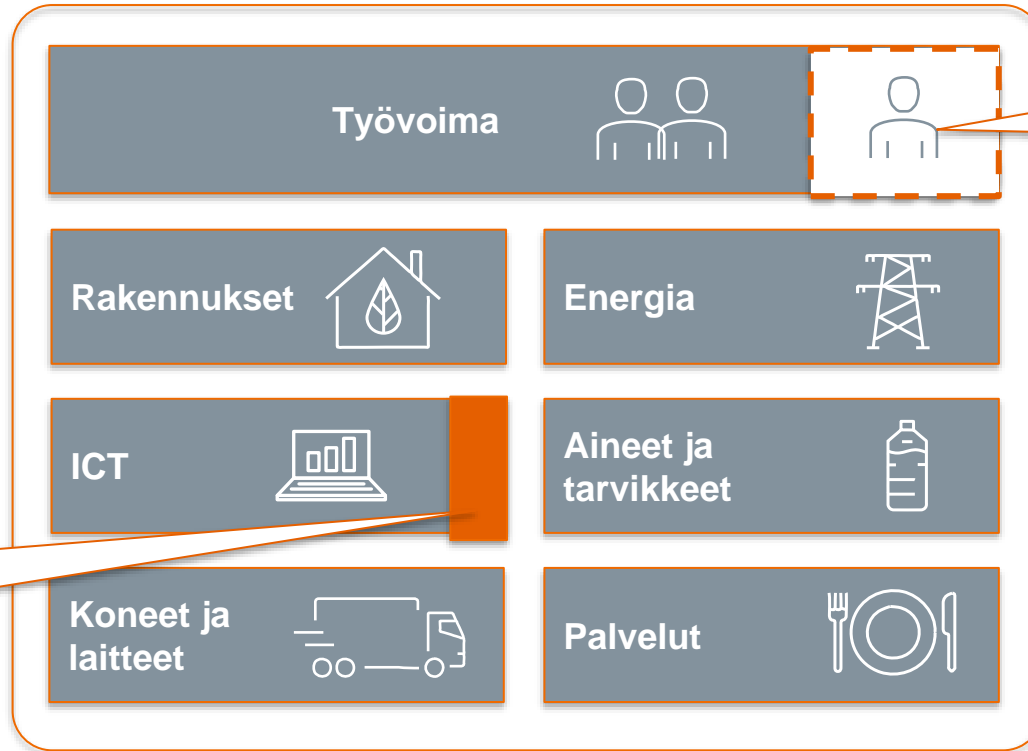 Työvoima
Rakennukset
Energia
ICT
Aineet ja
tarvikkeet
Koneet ja
laitteet
Palvelut